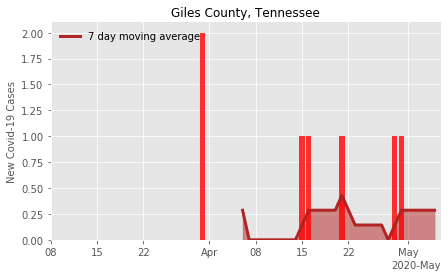 Giles County, Tennessee
7 day moving average
New Covid-19 Cases
2.00
1.75
1.50
1.25
1.00
0.75
0.50
0.25
0.00
08 15 22 Apr 08 15 22 May
2020-May